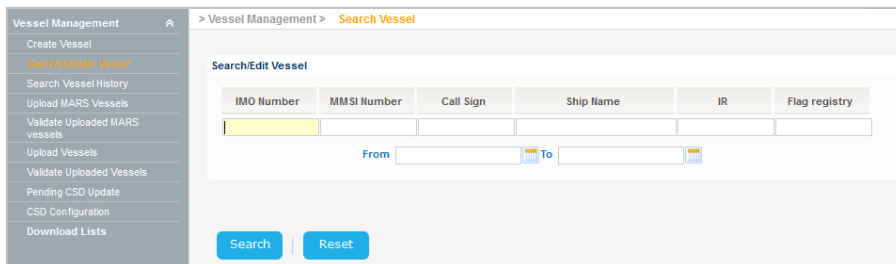 Vessel Management
> Vessel Management > Search Vessel
Create Vessel
Search/Update Vessel
Search Vessel History
Upload MARS Vessels
Validate Uploaded MARS
vessels
Upload Vessels
Validate Uploaded Vessels
Pending CSD Update
CSD Configuration
Download Lists
Search/Edit Vessel
IMO Number MMSI Number Call Sign Ship Name IR Flag registry
From To
Search Reset